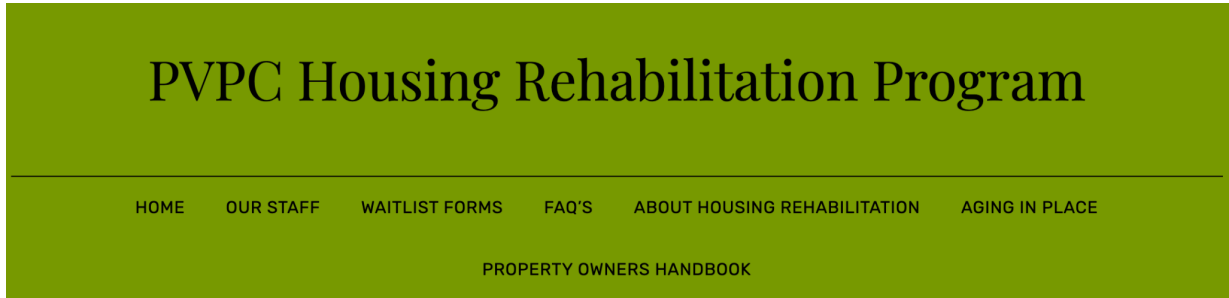 PVPC Housing Rehabilitation Program
HOME OUR STAFF WAITLIST FORMS FAQ'S ABOUT HOUSING REHABILITATION AGING IN PLACE
PROPERTY OWNERS HANDBOOK